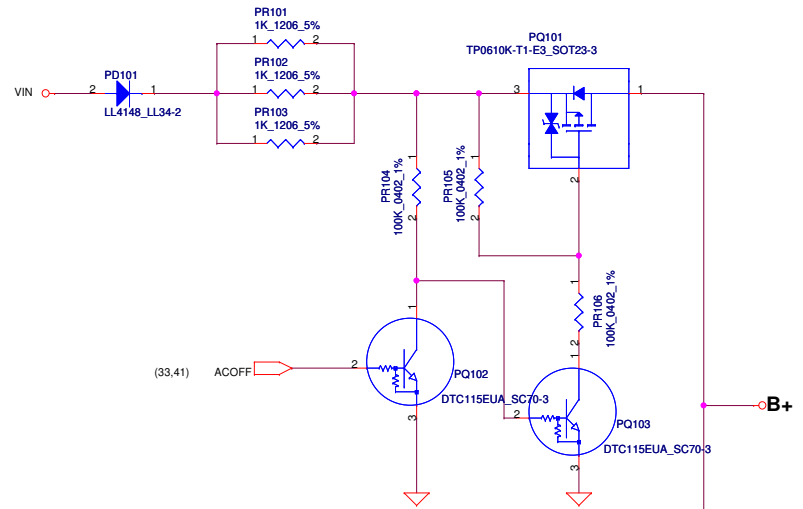 PR101
1K_1206_5%
1 2
PQ101
TP0610K-T1-E3_SOT23-3
PR102
1K_1206_5%
VIN
2
PD101
1
1 2
3
1
LL4148_LL34-2
PR103
1K_1206_5%
1 2
1
PR104
100K_0402_1%
2
1
PR105
100K_0402_1%
2
2
1
PR106
100K_0402_1%
2
1
(33,41)
ACOFF
2
PQ102
DTC115EUA_SC70-3
3
1
2
PQ103
DTC115EUA_SC70-3
3
B+